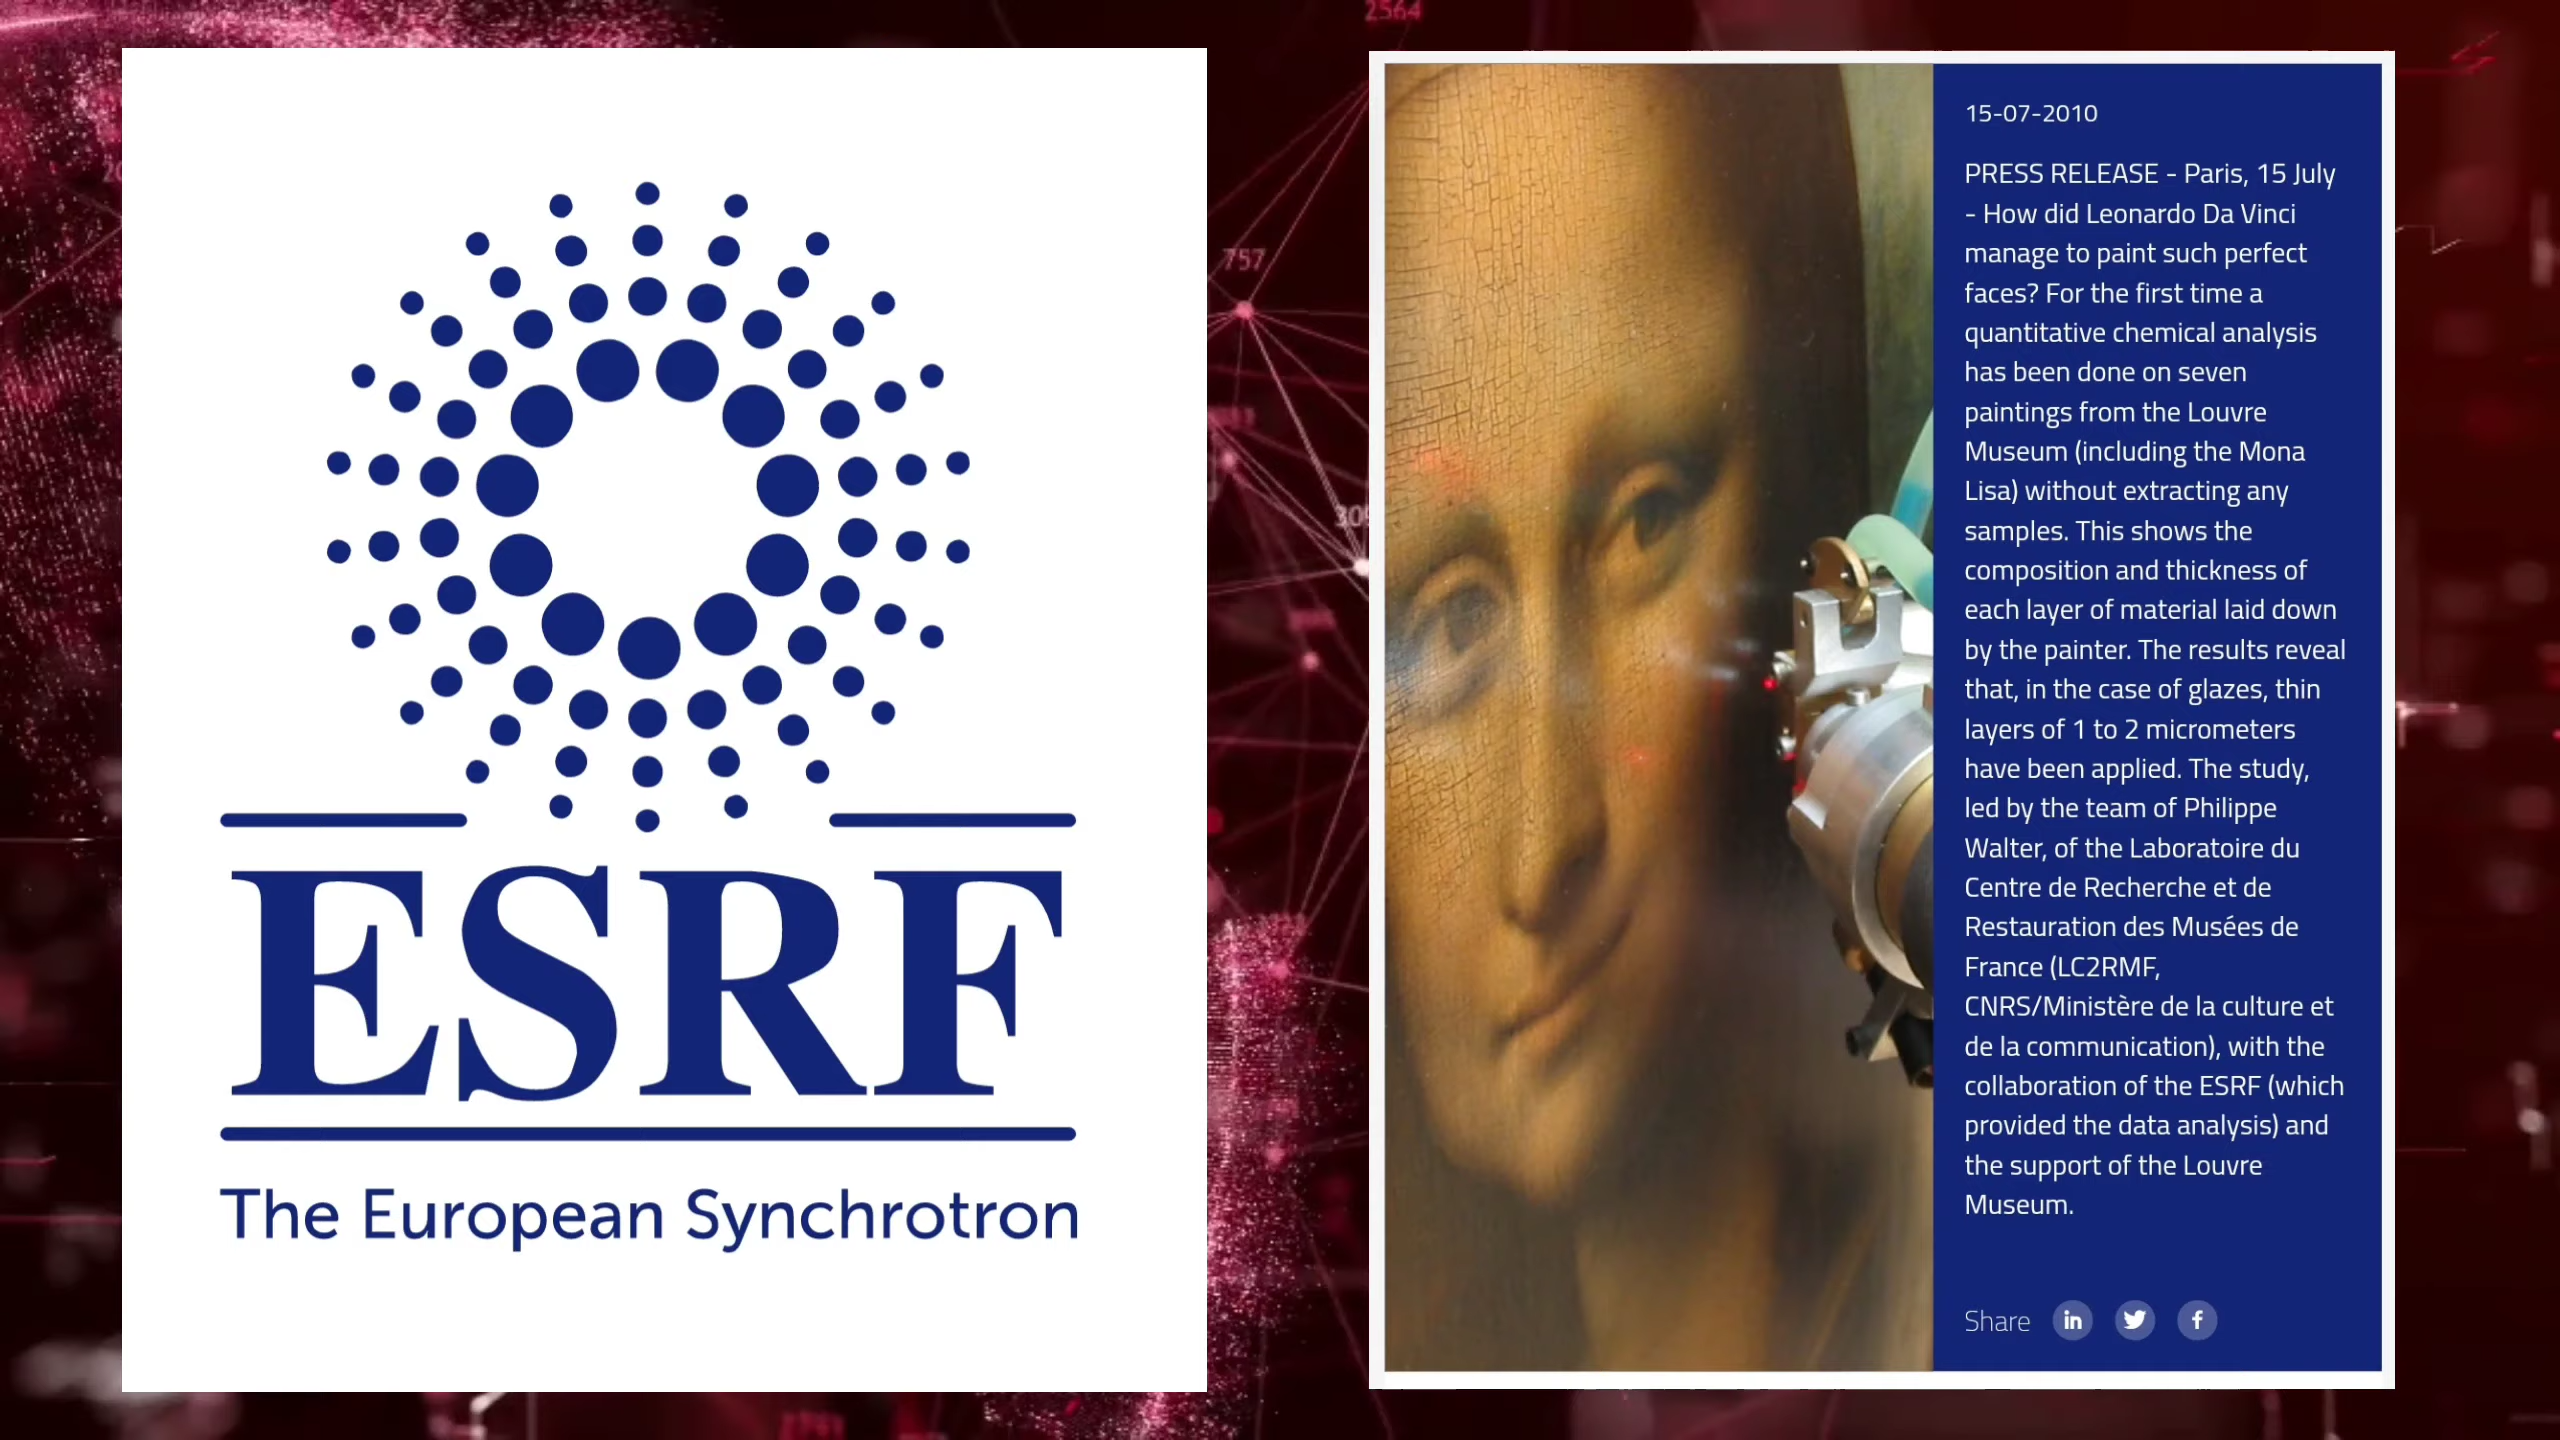 ESRF
The European Synchrotron
15-07-2010
PRESS RELEASE - Paris, 15 July
- How did Leonardo Da Vinci
manage to paint such perfect
faces? For the first time a
quantitative chemical analysis
has been done on seven
paintings from the Louvre
Museum (including the Mona
Lisa) without extracting any
samples. This shows the
composition and thickness of
each layer of material laid down
by the painter. The results reveal
that, in the case of glazes, thin
layers of 1 to 2 micrometers
have been applied. The study,
led by the team of Philippe
Walter, of the Laboratoire du
Centre de Recherche et de
Restauration des Musées de
France (LC2RMF,
CNRS/Ministère de la culture et
de la communication), with the
collaboration of the ESRF (which
provided the data analysis) and
the support of the Louvre
Museum.
Share
2564
757